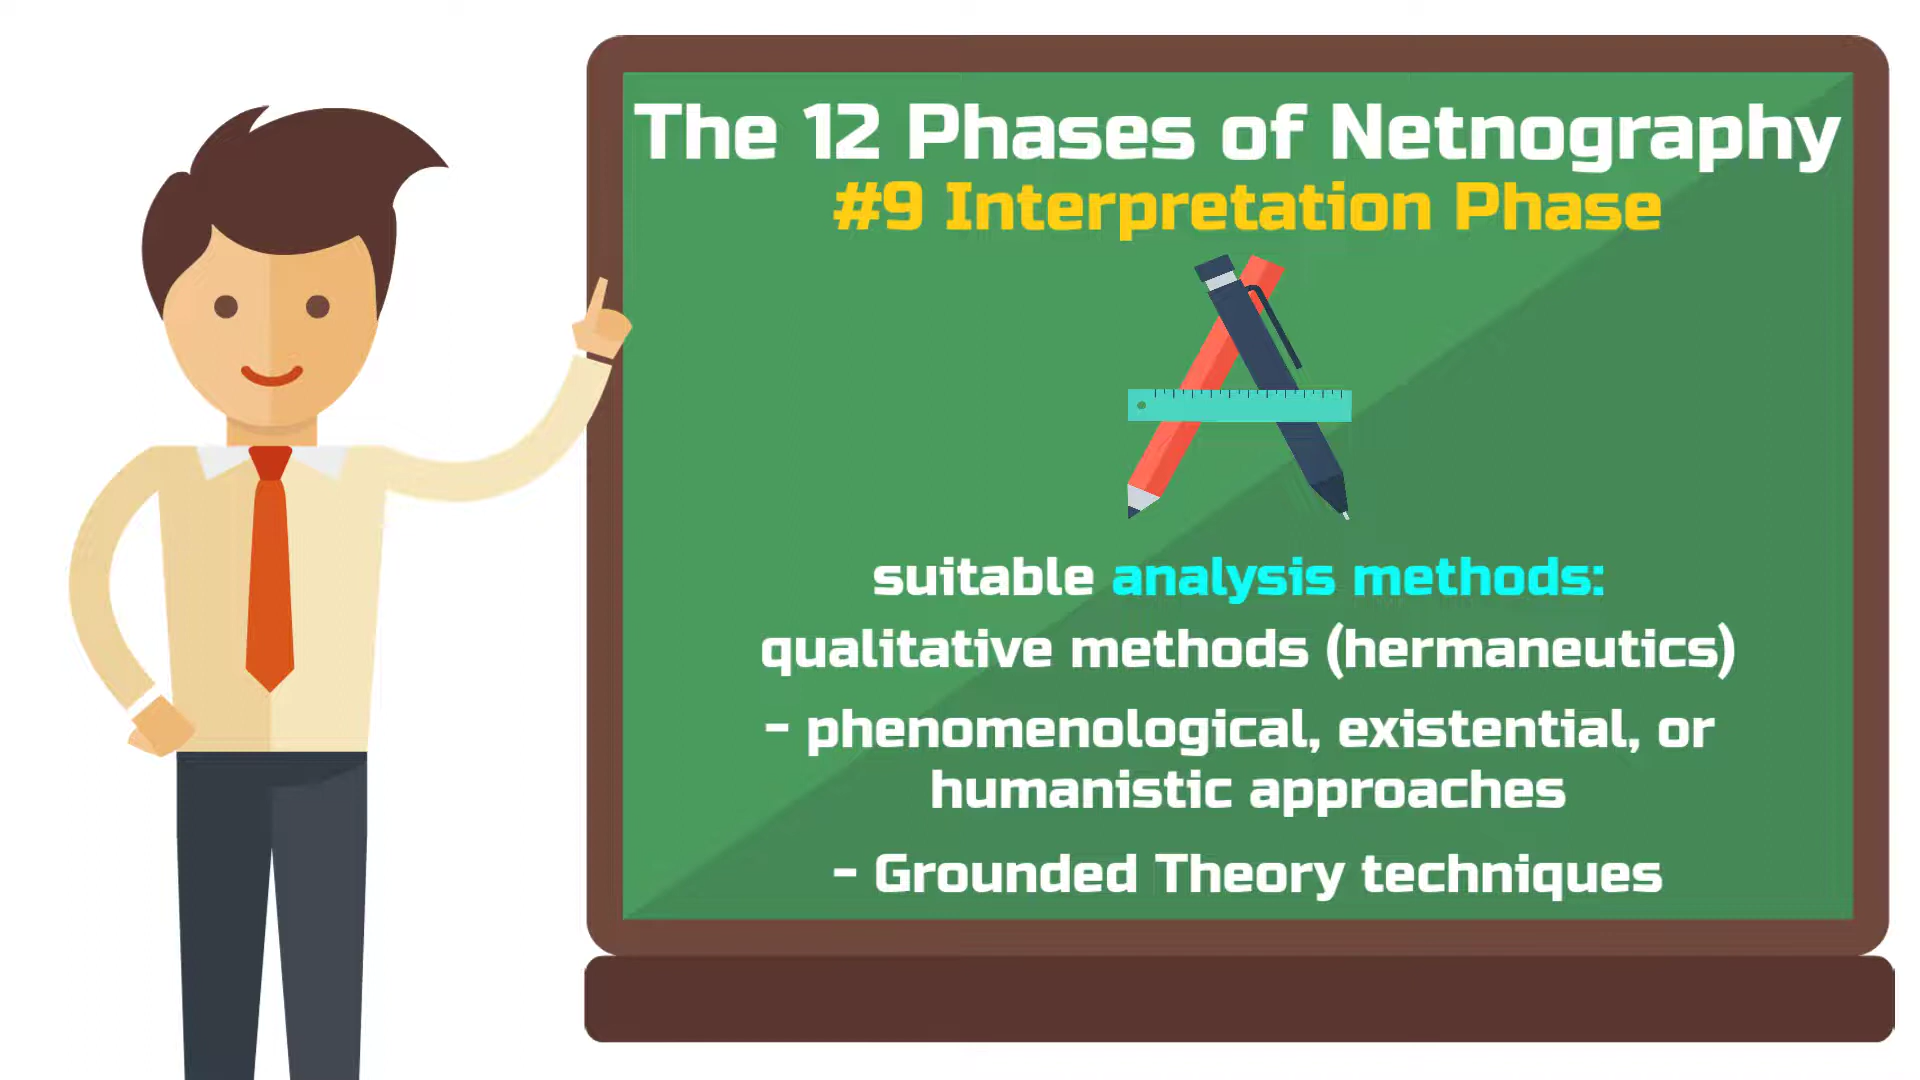 The 12 Phases of Netnography
#9 Interpretation Phase
suitable analysis methods:
qualitative methods (hermaneutics)
- phenomenological, existential, or
humanistic approaches
- Grounded Theory techniques